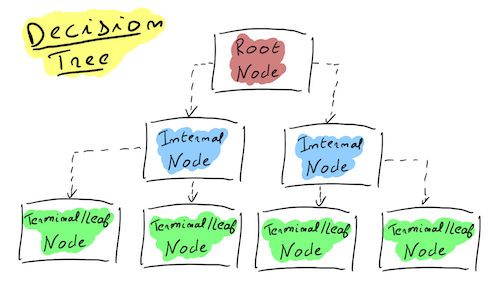 Decision
Tree
Root
Node
Internal
Node
Internal
Node
Terminal/Leaf
Node
Terminal/Leaf
Node
Terminal/Leaf
Node
Terminal/Leaf
Node